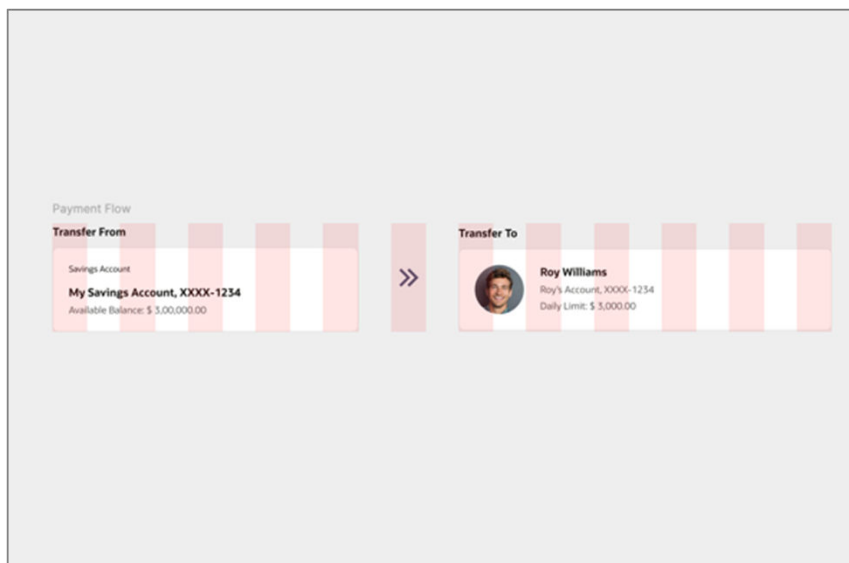 Payment Flow
Transfer From
Savings Account
My Savings Account, XXXX-1234
Available Balance: $ 3,00,000.00
Transfer To
Roy Williams
Roy's Account, XXXX-1234
Daily Limit: $ 3,000.00